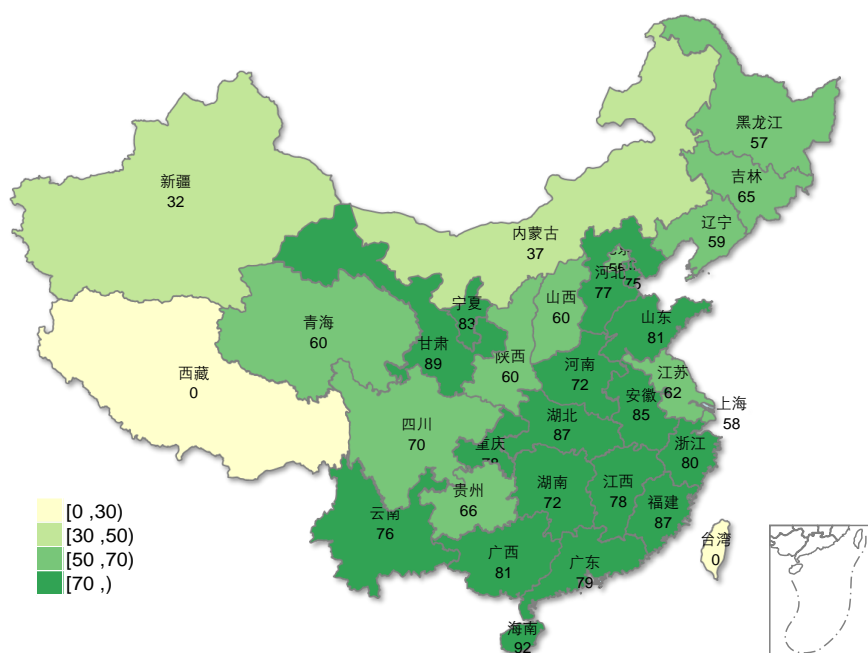 黑龙江
57
吉林
65
新疆
32
辽宁
59
内蒙古
37
河北
77
75
山西
60
宁夏
83
青海
60
山东
81
甘肃
89
陕西
60
河南
72
江苏
62
西藏
0
安徽
85
上海
58
湖北
87
四川
70
重庆
78
浙江
80
湖南
72
江西
78
贵州
66
福建
87
云南
76
台湾
0
广西
81
广东
79
海南
92
[0 ,30)
[30 ,50)
[50 ,70)
[70 ,)